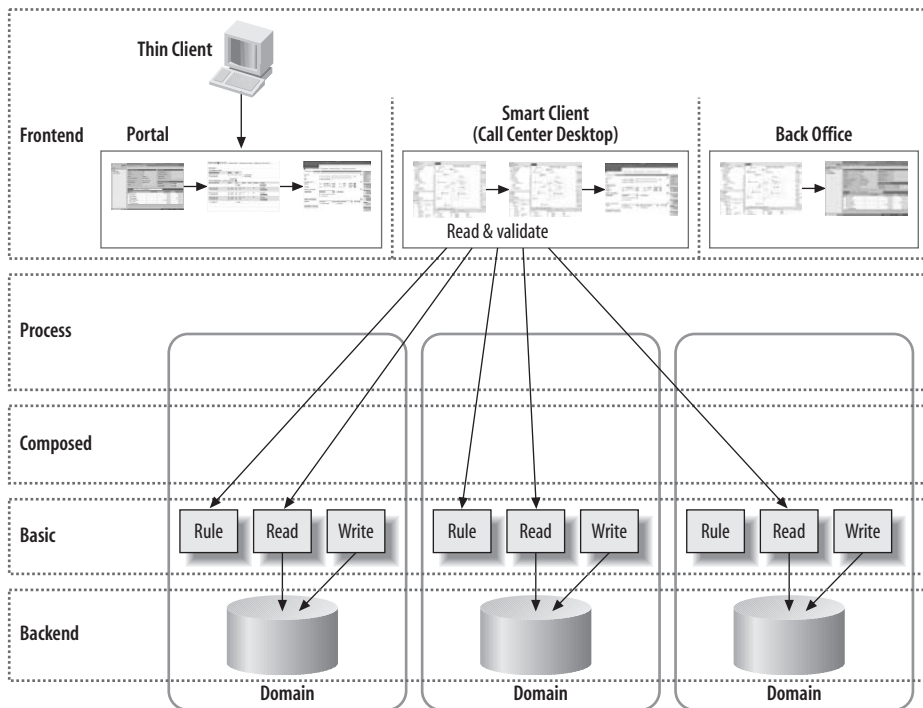 Thin Client
Frontend
Portal
Smart Client
(Call Center Desktop)
Back Office
Read & validate
Process
Composed
Basic
Rule
Read
Write
Rule
Read
Write
Rule
Read
Write
Backend
Domain
Domain
Domain